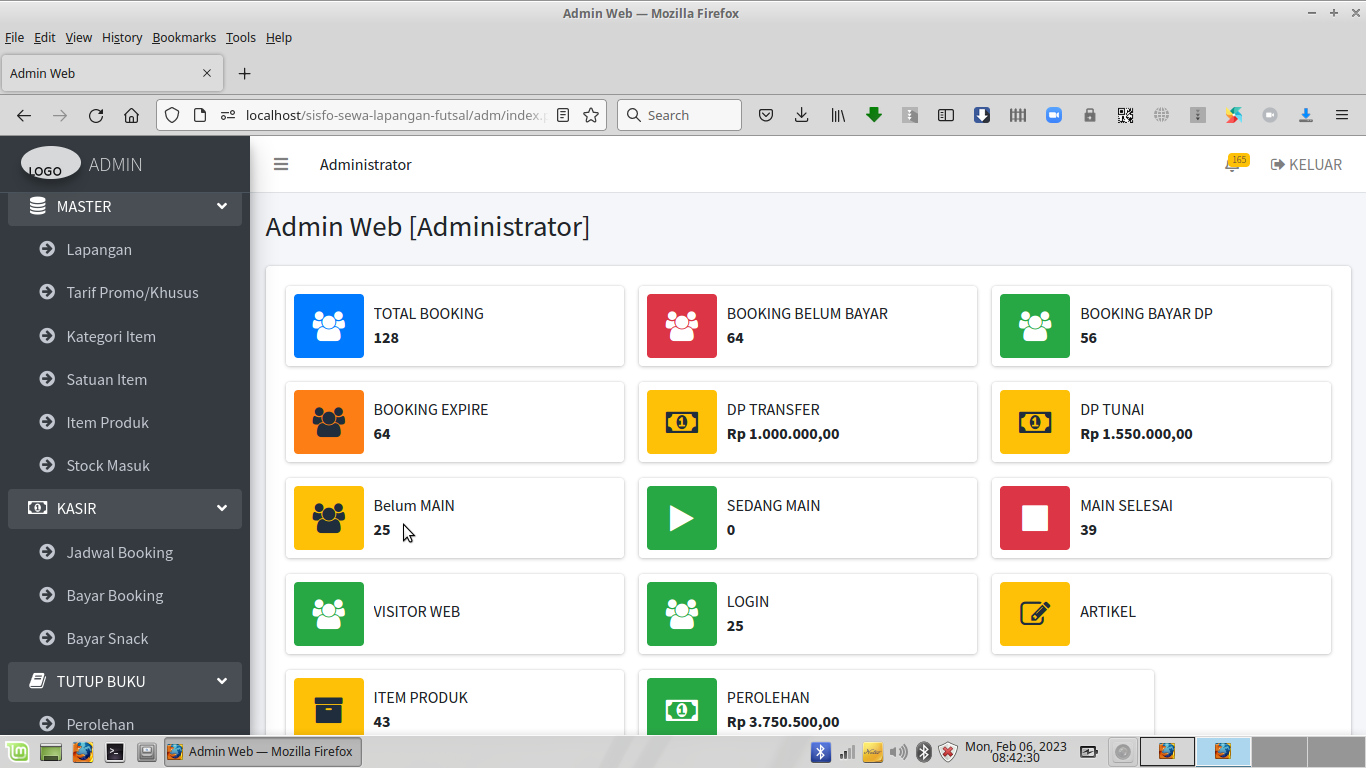 Admin Web — Mozilla Firefox
File Edit View History Bookmarks Tools Help
Admin Web
localhost/sisfo-sewa-lapangan-futsal/adm/index.p
Search
LOGO ADMIN
Administrator
165
KELUAR
MASTER
Lapangan
Tarif Promo/Khusus
Kategori Item
Satuan Item
Item Produk
Stock Masuk
KASIR
Jadwal Booking
Bayar Booking
Bayar Snack
TUTUP BUKU
Perolehan
Admin Web [Administrator]
TOTAL BOOKING
128
BOOKING BELUM BAYAR
64
BOOKING BAYAR DP
56
BOOKING EXPIRE
64
DP TRANSFER
Rp 1.000.000,00
DP TUNAI
Rp 1.550.000,00
Belum MAIN
25
SEDANG MAIN
0
MAIN SELESAI
39
VISITOR WEB
LOGIN
25
ARTIKEL
ITEM PRODUK
43
PEROLEHAN
Rp 3.750.500,00
Admin Web — Mozilla Firefox
Mon, Feb 06, 2023
08:42:30